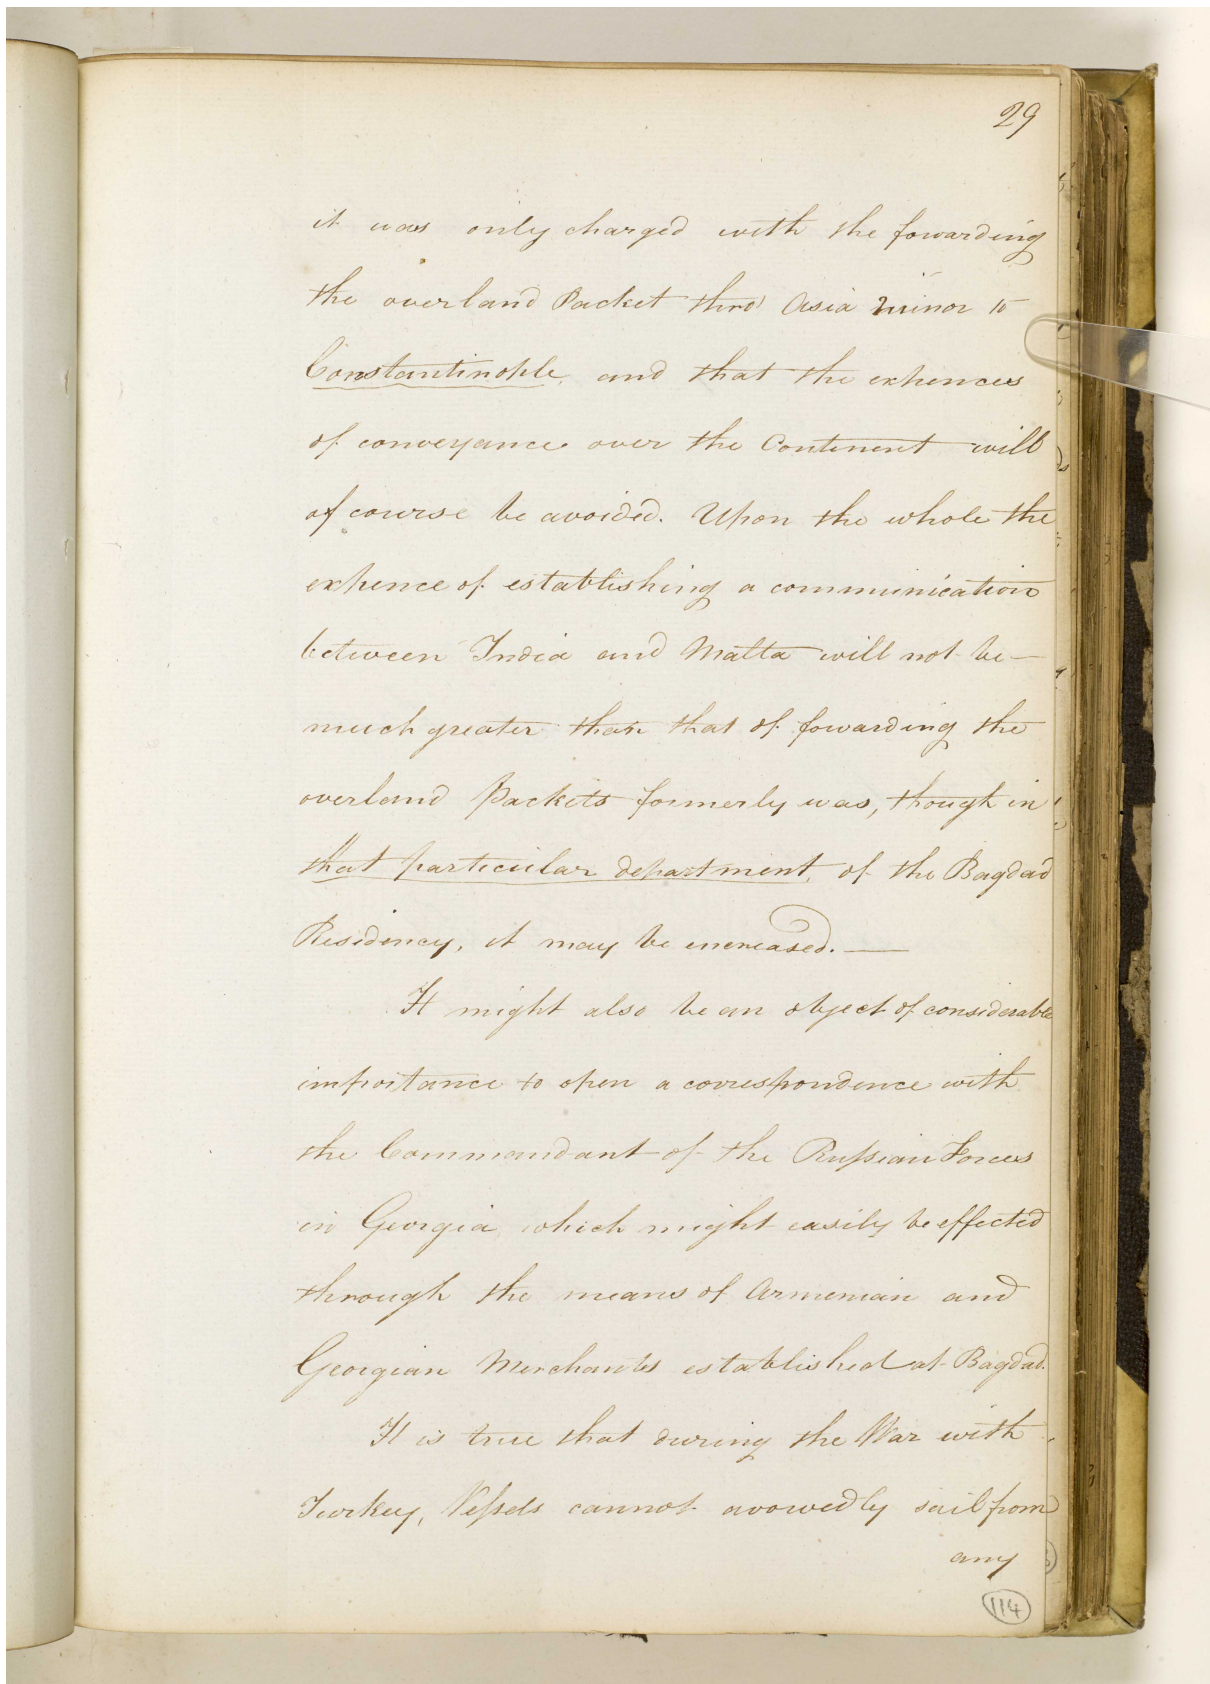 29
it was only charged with the fowarding
the overland Packet thro' Asia Minor to
Constantinople, and that the expences
of conveyance over the Continent will
of course be avoided. Upon the whole the
expence of establishing a communication
between India and Malta will not be —
much greater than that of fowarding the
overland Packets formerly was, though in
that particular department, of the Bagdad
Residency, it may be encreased. —
It might also be an object of considerable
importance to open a correspondence with
the Commandant of the Russian Forces
in Georgia, which might easily be effected
through the means of Armenian and
Georgian Merchants established at Bagdad.
It is true that during the War with
Turkey, Vessels cannot avowedly sail from
any
114